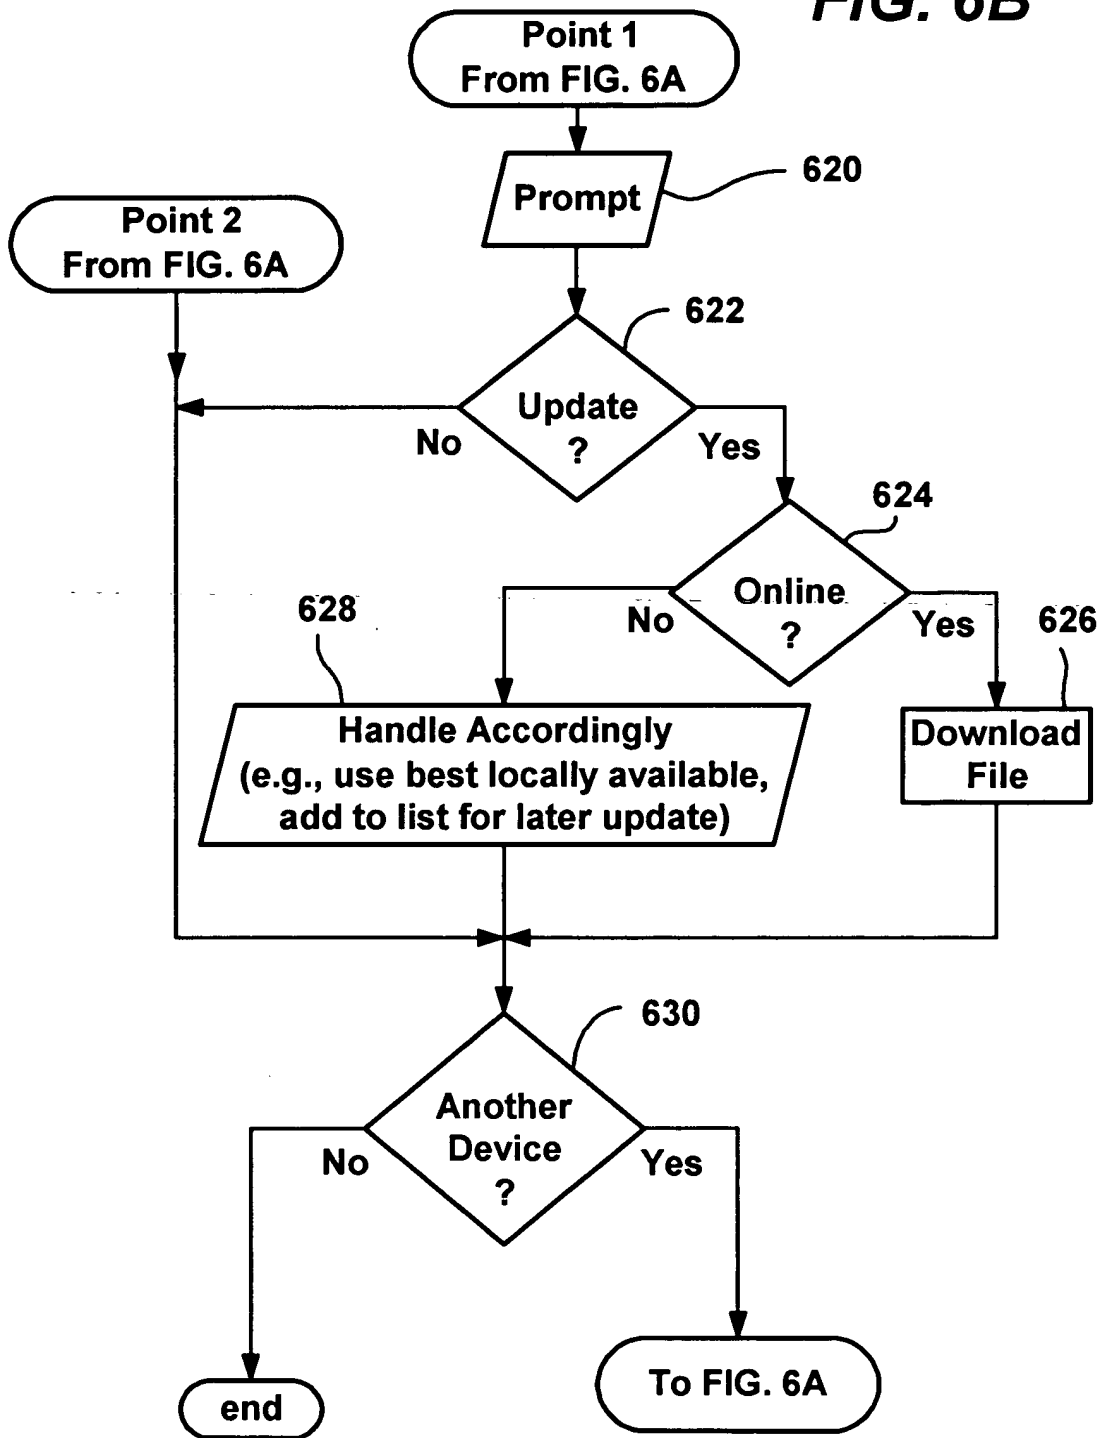 FIG. 6B
Point 1
From FIG. 6A
Prompt
620
Point 2
From FIG. 6A
622
Update
?
No
Yes
624
Online
?
No
Yes
628
626
Handle Accordingly
(e.g., use best locally available,
add to list for later update)
Download
File
630
Another
Device
?
No
Yes
end
To FIG. 6A